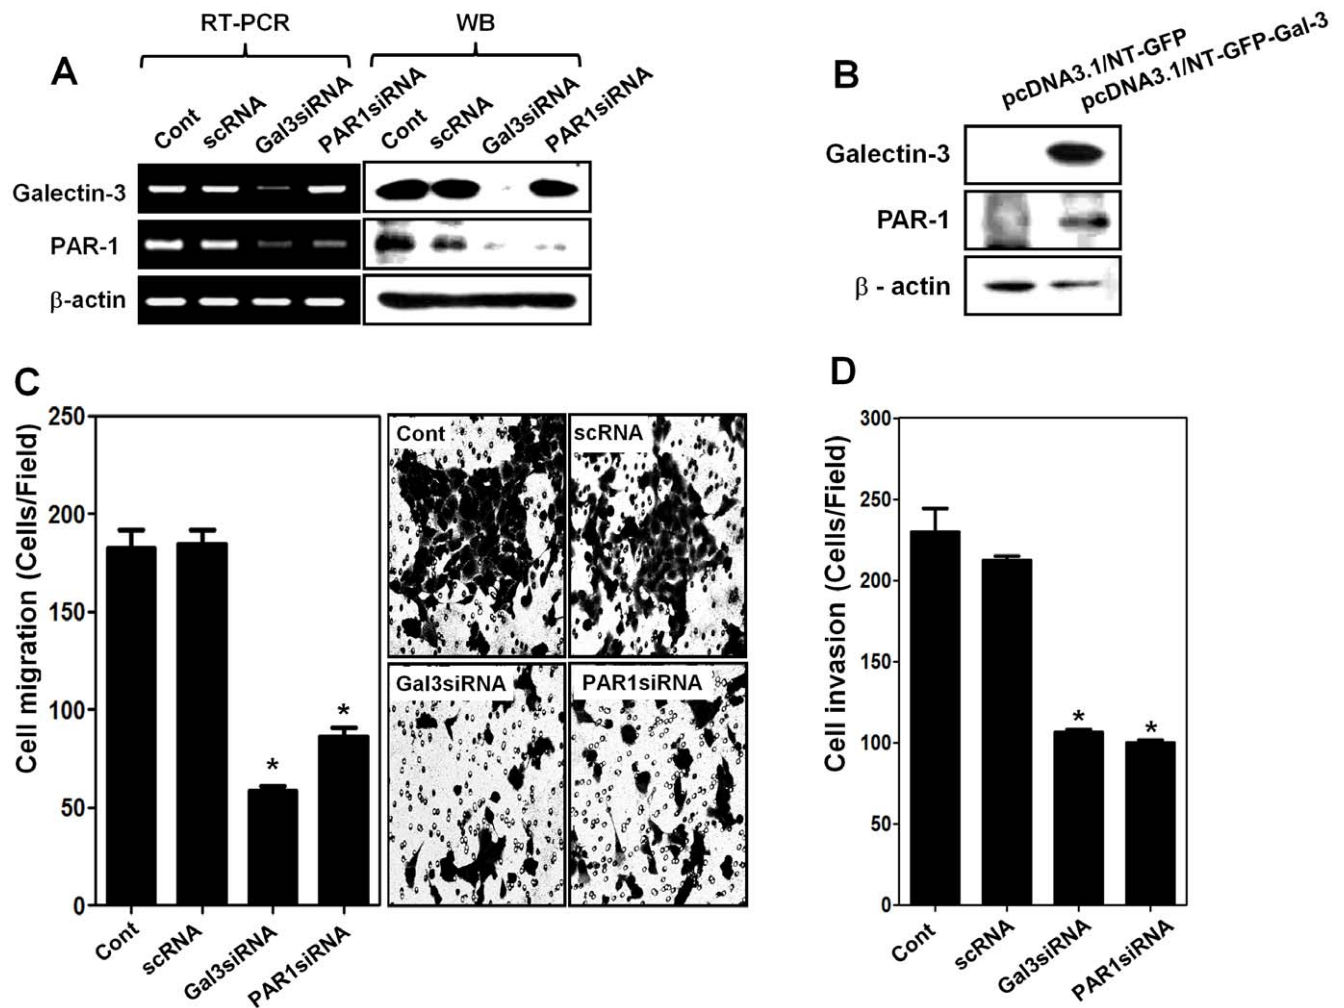 RT-PCR WB
A
Cont scRNA Gal3siRNA PAR1siRNA Cont scRNA Gal3siRNA PAR1siRNA
Galectin-3
PAR-1
β-actin
B
pcDNA3.1/NT-GFP
pcDNA3.1/NT-GFP-Gal-3
Galectin-3
PAR-1
β - actin
C
Cell migration (Cells/Field)
250
200
150
100
50
0
* *
Cont scRNA Gal3siRNA PAR1siRNA
Cont scRNA
Gal3siRNA PAR1siRNA
D
Cell invasion (Cells/Field)
300
250
200
150
100
50
0
* *
Cont scRNA Gal3siRNA PAR1siRNA